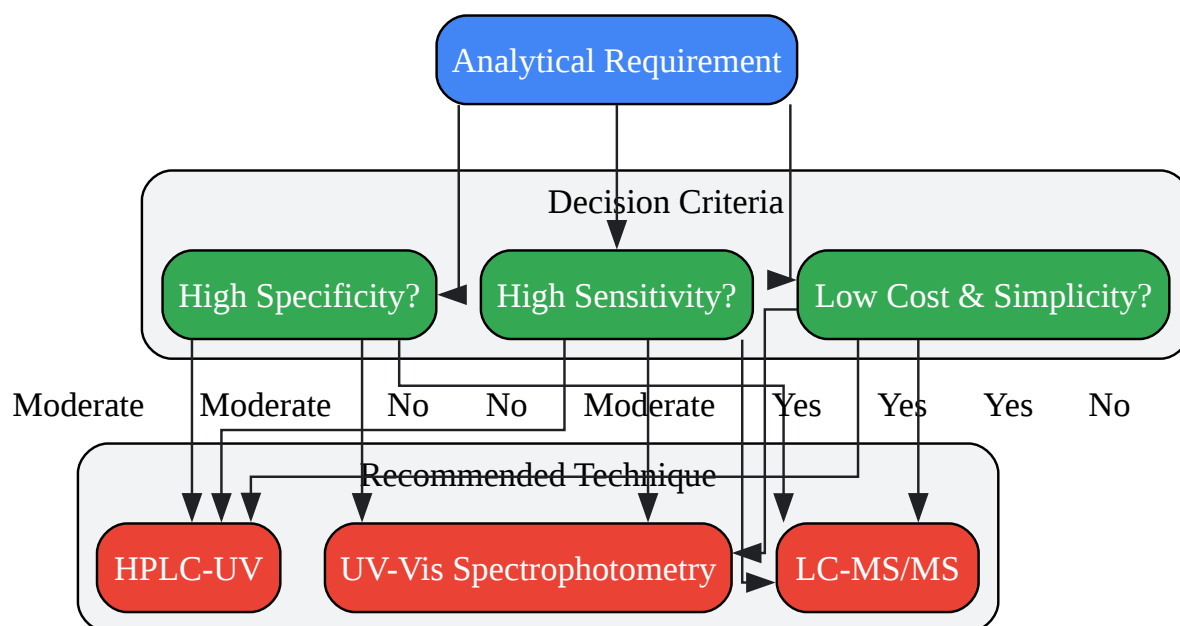 Analytical Requirement
Decision Criteria
High Specificity?
High Sensitivity?
Low Cost & Simplicity?
Moderate
Moderate
No
No
Moderate
Yes
Yes
Yes
No
Recommended Technique
HPLC-UV
UV-Vis Spectrophotometry
LC-MS/MS